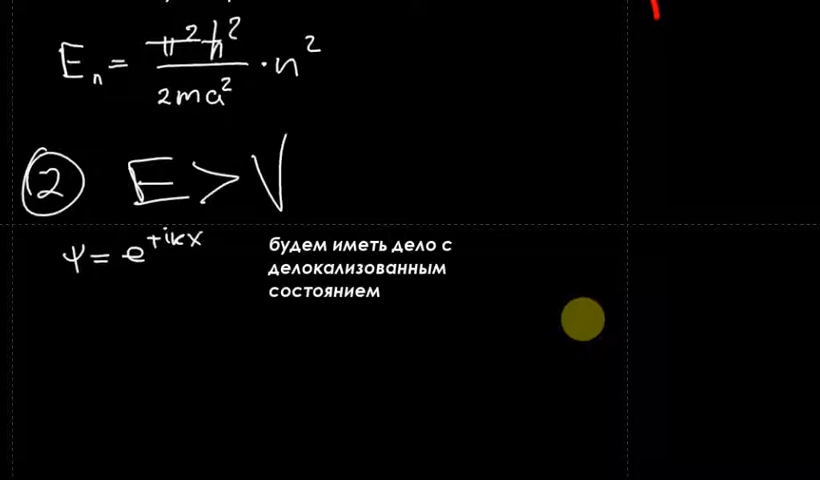 Eₙ = π²ħ² / 2ma² · n²
② E > V
ψ = e^{+ikx}
будем иметь дело с
делокализованным
состоянием